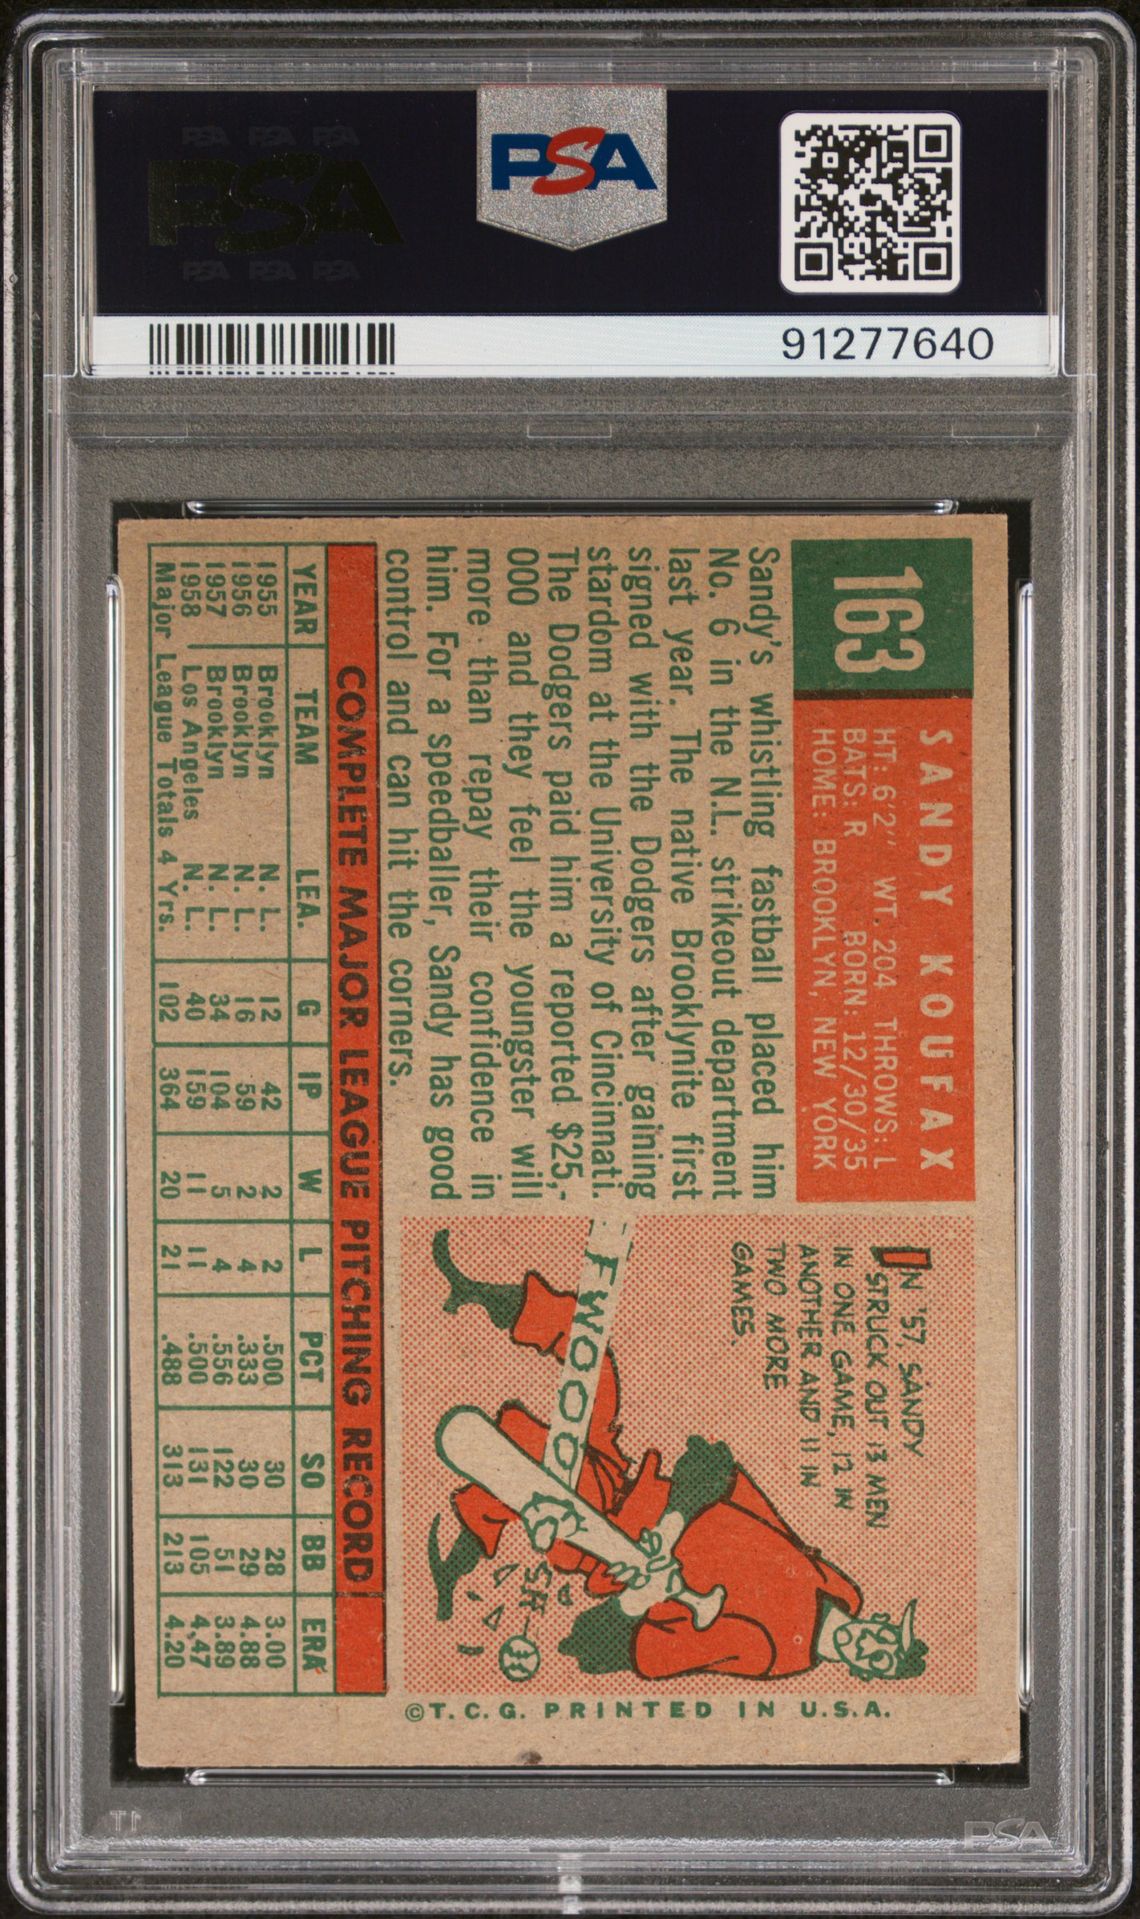 PSA PSA PSA
PSA
PSA PSA PSA
PSA
91277640
163
SANDY KOUFAX
HT: 6'2" WT. 204 THROWS: L
BATS: R BORN: 12/30/35
HOME: BROOKLYN, NEW YORK
Sandy's whistling fastball placed him
No. 6 in the N.L. strikeout department
last year. The native Brooklynite first
signed with the Dodgers after gaining
stardom at the University of Cincinnati.
The Dodgers paid him a reported $25,-
000 and they feel the youngster will
more than repay their confidence in
him. For a speedballer, Sandy has good
control and can hit the corners.
IN '57, SANDY
STRUCK OUT 13 MEN
IN ONE GAME, 12 IN
ANOTHER AND 11 IN
TWO MORE
GAMES.
FWOOO
©T.C.G. PRINTED IN U.S.A.
COMPLETE MAJOR LEAGUE PITCHING RECORD
YEAR TEAM LEA. G IP W L PCT SO BB ERA
1955 Brooklyn N. L. 12 42 2 2 .500 30 28 3.00
1956 Brooklyn N. L. 16 59 2 4 .333 30 29 4.88
1957 Brooklyn N. L. 34 104 5 4 .556 122 51 3.89
1958 Los Angeles N. L. 40 159 11 11 .500 131 105 4.47
Major League Totals 4 Yrs. 102 364 20 21 .488 313 213 4.20
PSA